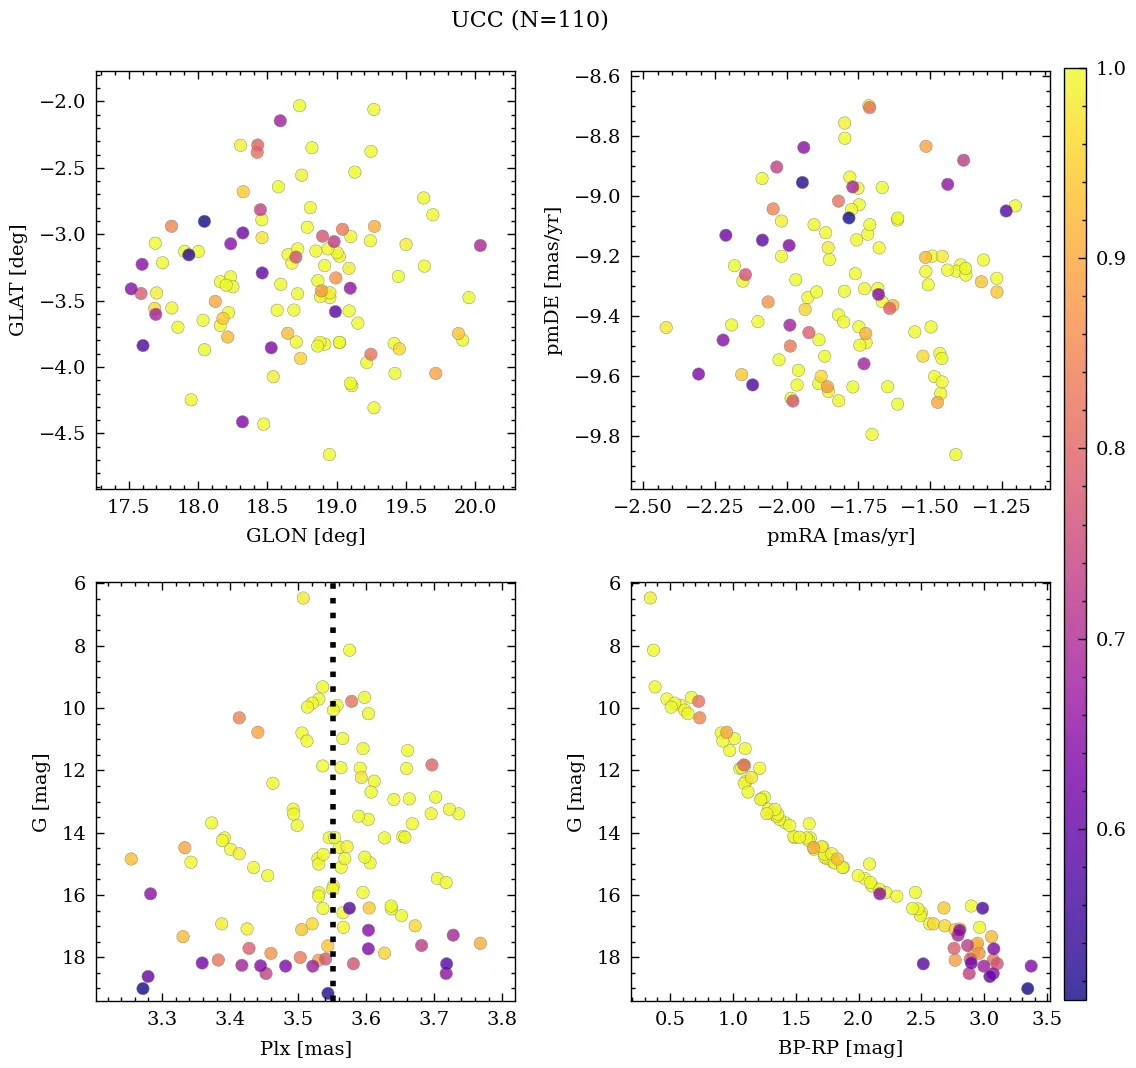 UCC (N=110)
−2.0
−2.5
−3.0
−3.5
−4.0
−4.5
GLAT [deg]
17.5 18.0 18.5 19.0 19.5 20.0
GLON [deg]
−8.6
−8.8
−9.0
−9.2
−9.4
−9.6
−9.8
pmDE [mas/yr]
−2.50 −2.25 −2.00 −1.75 −1.50 −1.25
pmRA [mas/yr]
6
8
10
12
14
16
18
G [mag]
3.3 3.4 3.5 3.6 3.7 3.8
Plx [mas]
6
8
10
12
14
16
18
G [mag]
0.5 1.0 1.5 2.0 2.5 3.0 3.5
BP-RP [mag]
1.0
0.9
0.8
0.7
0.6